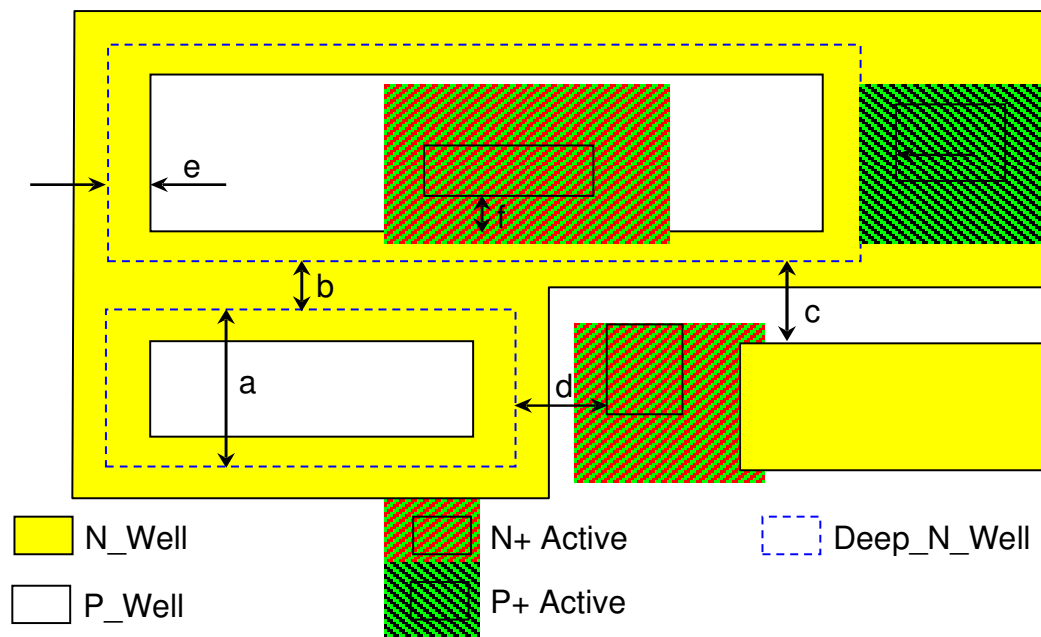 e
f
b
c
a
d
N_Well
N+ Active
Deep_N_Well
P_Well
P+ Active